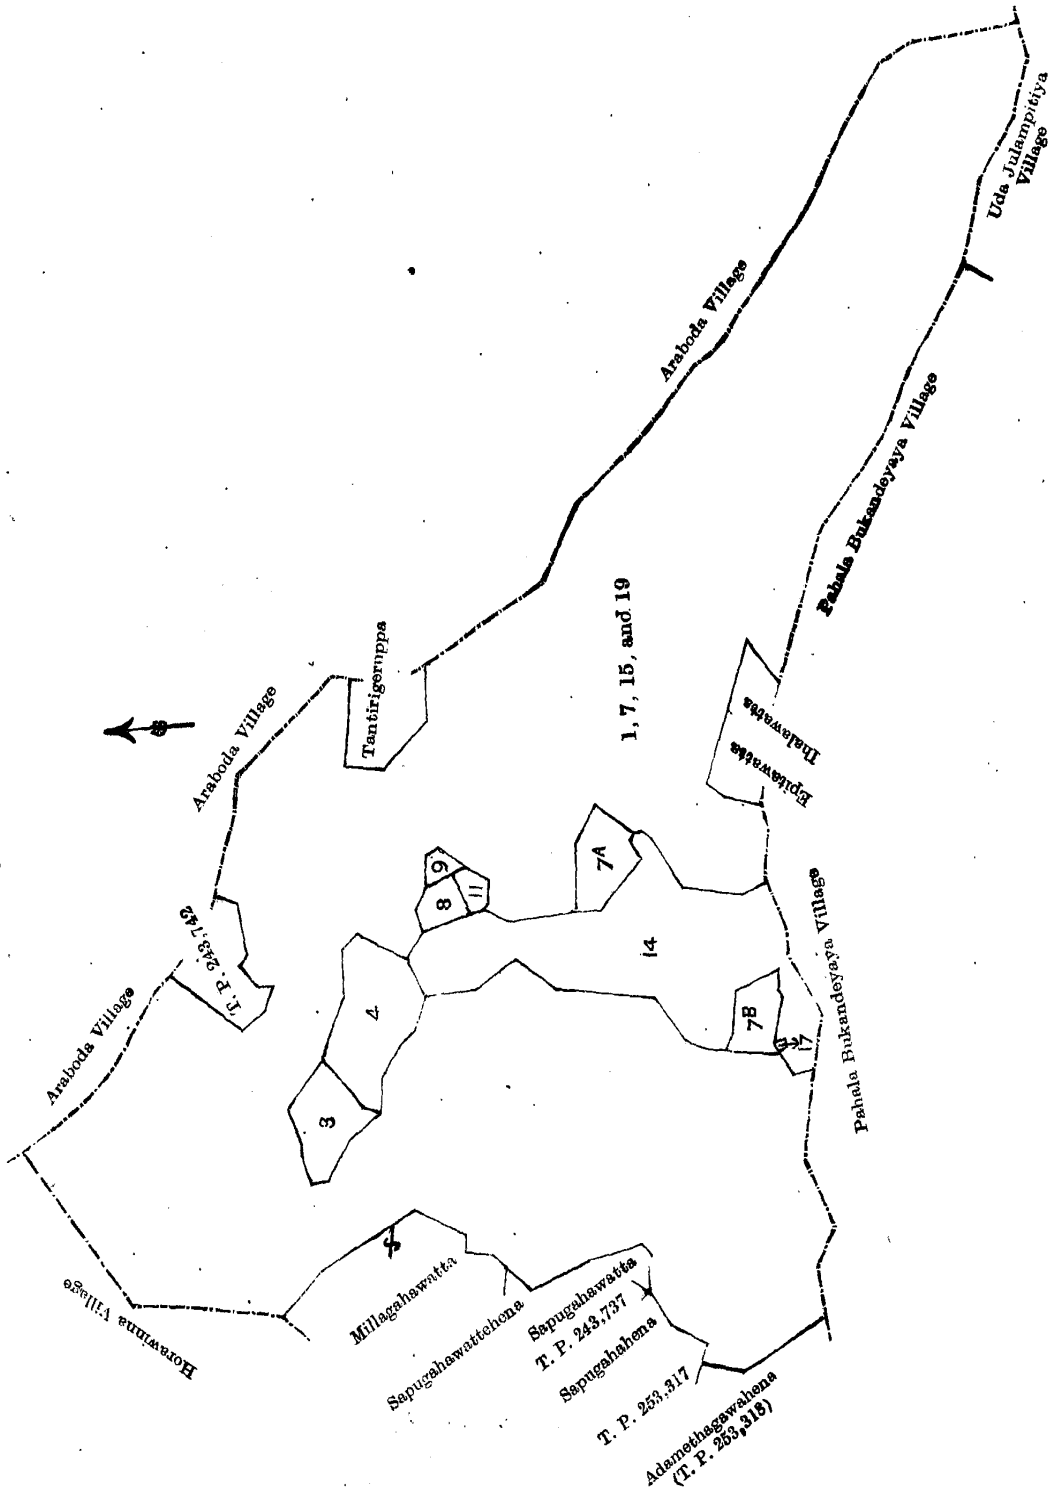 Uda Julampitiya
Village
Araboda Village
Pahala Bukandeyaya Village
1, 7, 15, and 19
Tantirigeruppa
Araboda Village
Epitawatta
Ihalawatta
T. P. 243,742
9
8
11
7A
14
4
3
7B
17
Araboda Village
Pahala Bukandeyaya Village
Horawinna Village
Millagahawatta
Sapugahawattehena
Sapugahawatta
T. P. 243,737
Sapugahahena
T. P. 253,317
Adamethagawahena
(T. P. 253,318)